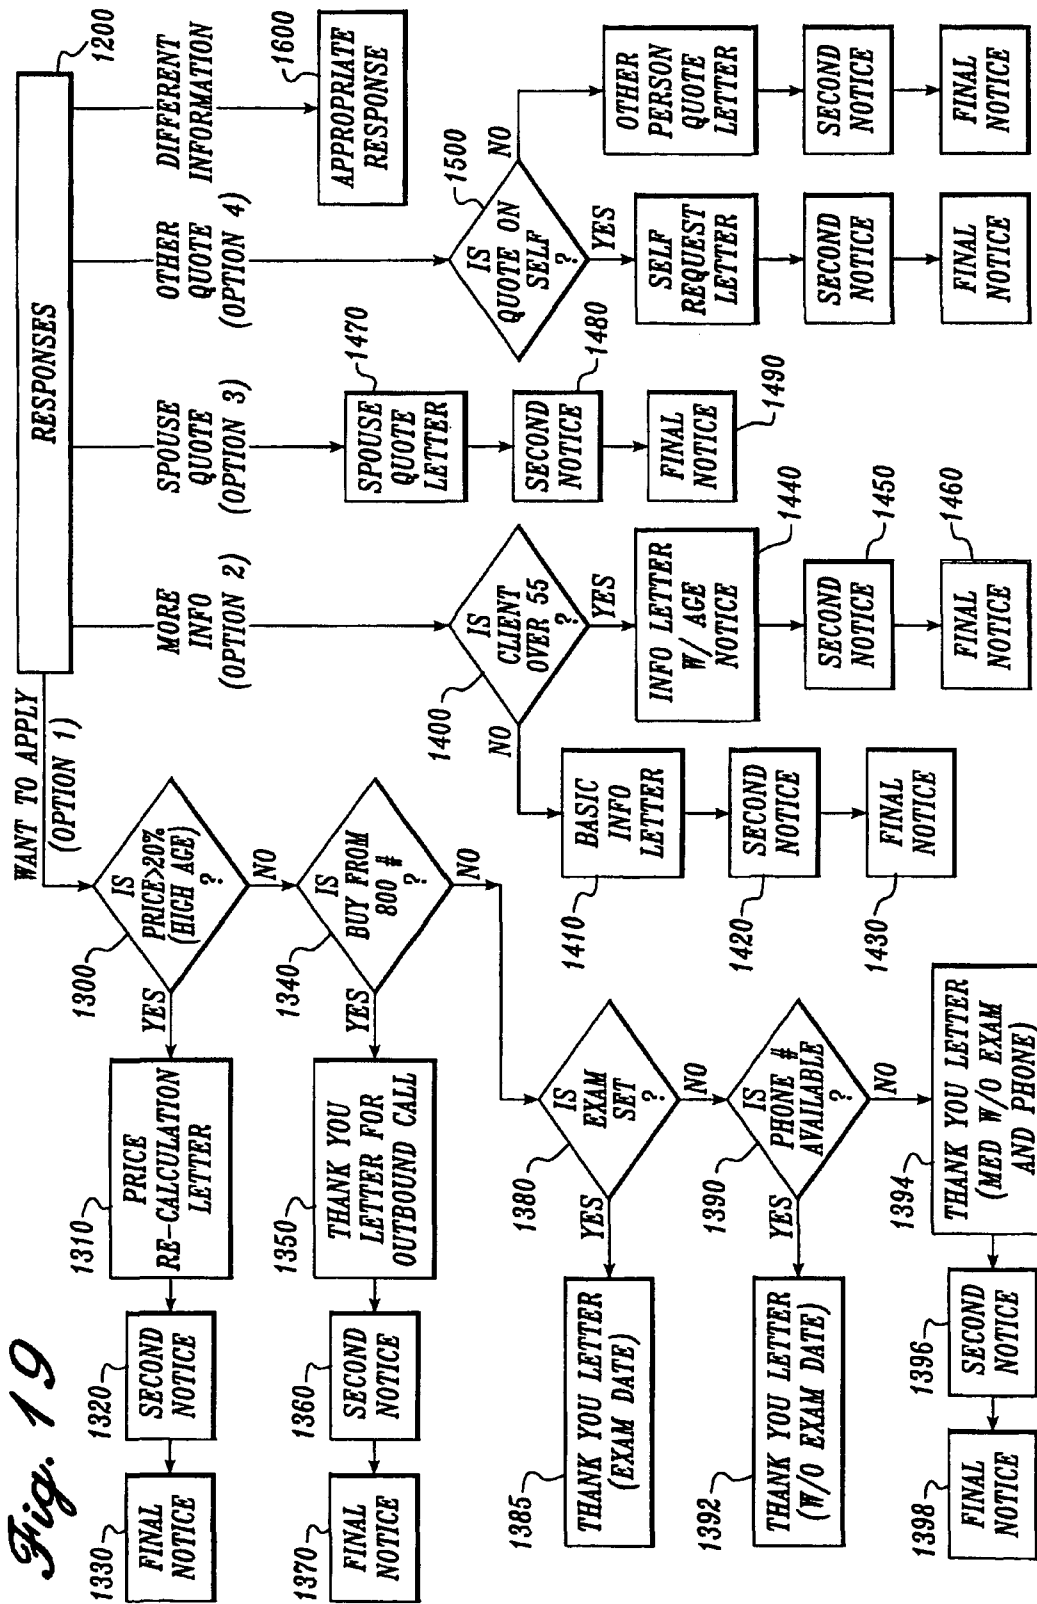 Fig. 19
RESPONSES
1200
WANT TO APPLY
(OPTION 1)
MORE
INFO
(OPTION 2)
SPOUSE
QUOTE
(OPTION 3)
OTHER
QUOTE
(OPTION 4)
DIFFERENT
INFORMATION
1300
IS
PRICE>20%
(HIGH AGE)
?
YES
NO
1310
PRICE
RE-CALCULATION
LETTER
1320
SECOND
NOTICE
1330
FINAL
NOTICE
1340
IS
BUY FROM
800 #
?
YES
NO
1350
THANK YOU
LETTER FOR
OUTBOUND CALL
1360
SECOND
NOTICE
1370
FINAL
NOTICE
1380
IS
EXAM
SET
?
YES
NO
1385
THANK YOU LETTER
(EXAM DATE)
1390
IS
PHONE #
AVAILABLE
?
YES
NO
1392
THANK YOU LETTER
(W/O EXAM DATE)
1394
THANK YOU LETTER
(MED W/O EXAM
AND PHONE)
1396
SECOND
NOTICE
1398
FINAL
NOTICE
1400
IS
CLIENT
OVER 55
?
NO
YES
1410
BASIC
INFO
LETTER
1420
SECOND
NOTICE
1430
FINAL
NOTICE
1440
INFO LETTER
W/ AGE
NOTICE
1450
SECOND
NOTICE
1460
FINAL
NOTICE
1470
SPOUSE
QUOTE
LETTER
1480
SECOND
NOTICE
1490
FINAL
NOTICE
1500
IS
QUOTE ON
SELF
?
YES
NO
SELF
REQUEST
LETTER
SECOND
NOTICE
FINAL
NOTICE
OTHER
PERSON
QUOTE
LETTER
SECOND
NOTICE
FINAL
NOTICE
1600
APPROPRIATE
RESPONSE